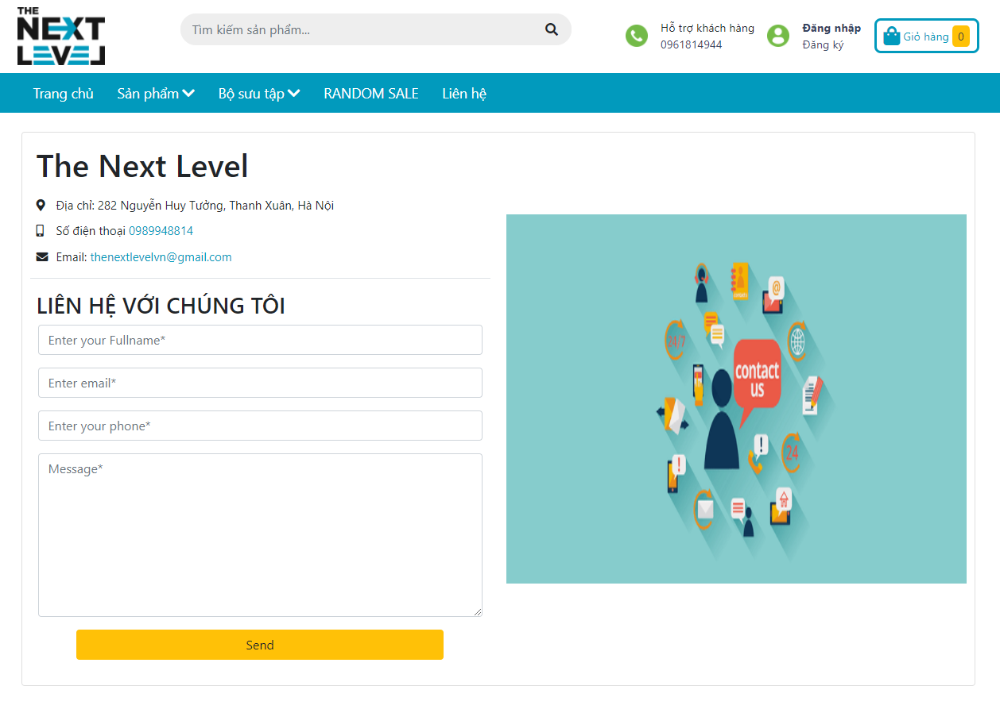 THE
NEXT
LEVEL
Tìm kiếm sản phẩm...
Hỗ trợ khách hàng
0961814944
Đăng nhập
Đăng ký
Giỏ hàng 0
Trang chủ Sản phẩm Bộ sưu tập RANDOM SALE Liên hệ
The Next Level
Địa chỉ: 282 Nguyễn Huy Tưởng, Thanh Xuân, Hà Nội
Số điện thoại 0989948814
Email: thenextlevelvn@gmail.com
LIÊN HỆ VỚI CHÚNG TÔI
Enter your Fullname*
Enter email*
Enter your phone*
Message*
Send
@
24/7
contact
us
!
24
!